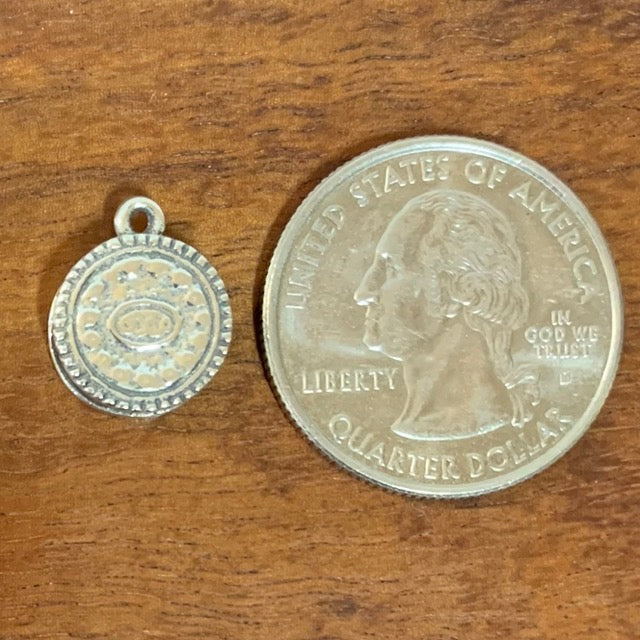 UNITED STATES OF AMERICA
LIBERTY
IN
GOD WE
TRUST
QUARTER DOLLAR